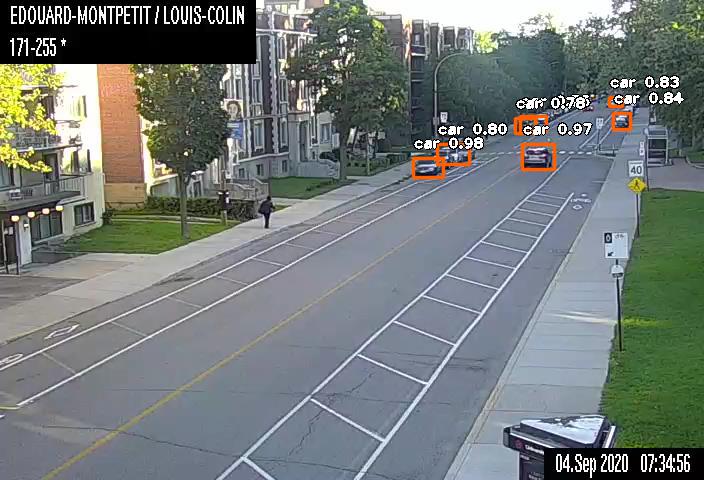 EDOUARD-MONTPETIT / LOUIS-COLIN
171-255 *
car 0.83
car 0.84
car 0.78
car 0.97
car 0.80
car 0.98
40
04.Sep 2020 07:34:56